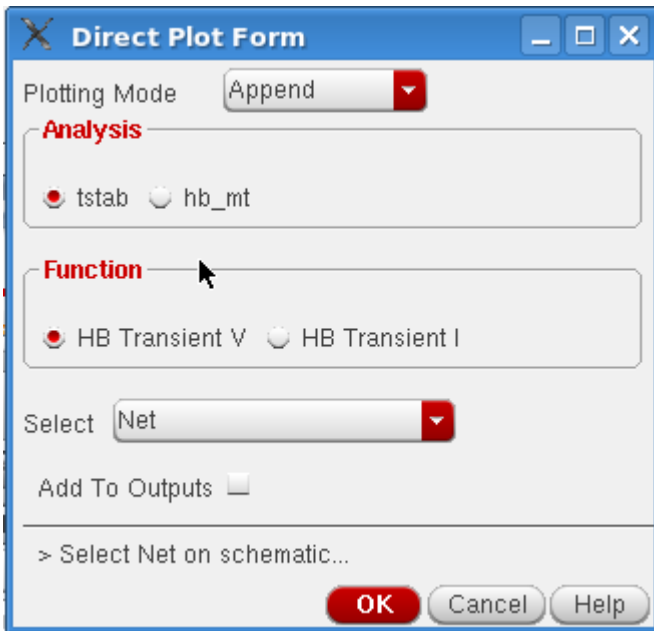 Direct Plot Form
Plotting Mode Append
Analysis
tstab hb_mt
Function
HB Transient V HB Transient I
Select Net
Add To Outputs
> Select Net on schematic...
OK Cancel Help